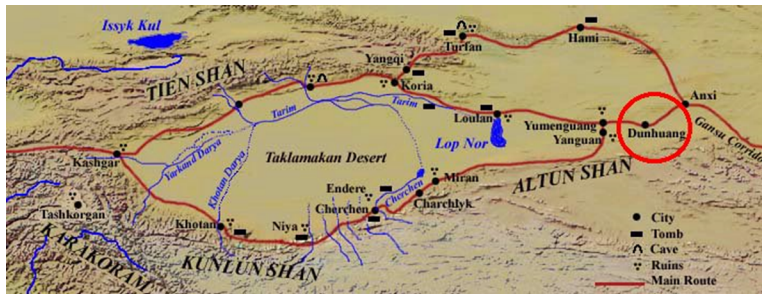 Issyk Kul
Turfan
Hami
Yangqi
TIEN SHAN
Koria
Anxi
Tarim
Tarim
Loulan
Yumenguang
Dunhuang
Gansu Corridor
Lop Nor
Yanguan
Kashgar
Yarkand Darya
Khotan Darya
Taklamakan Desert
ALTUN SHAN
Miran
Endere
Cherchen
Cherchen
Charchlyk
Tashkorgan
Khotan
Niya
KARAKORAM
KUNLUN SHAN
City
Tomb
Cave
Ruins
Main Route